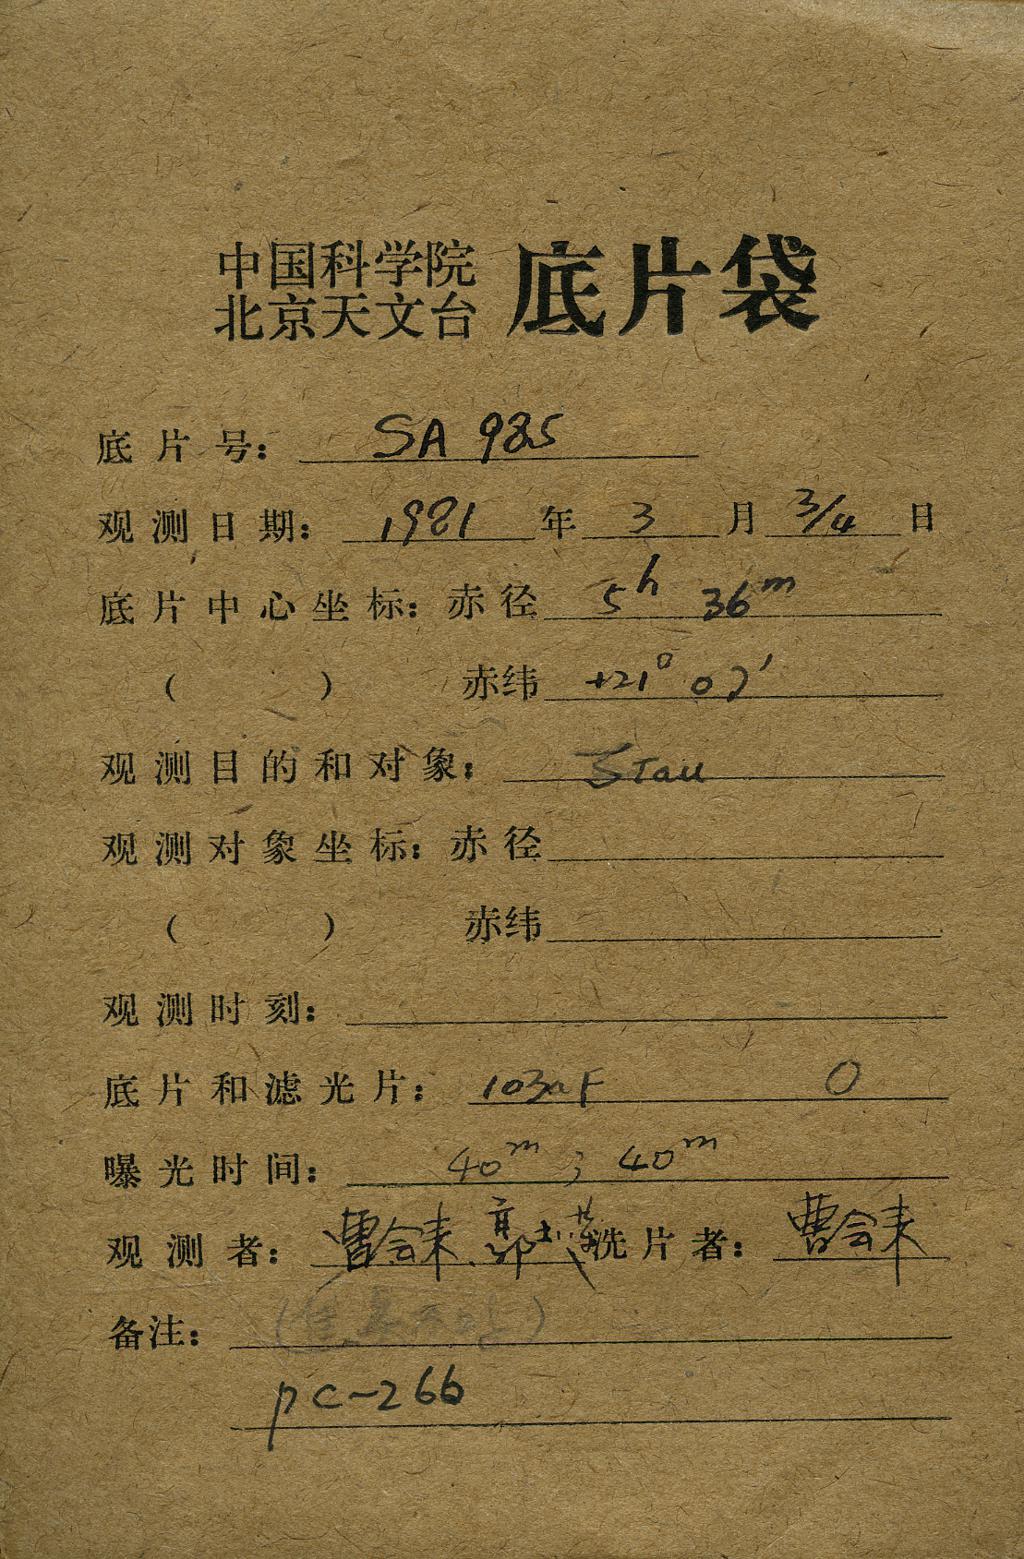 中国科学院
北京天文台 底片袋
底片号： SA 985
观测日期： 1981 年 3 月 3/4 日
底片中心坐标：赤径 5h 36m
( ) 赤纬 +21° 07′
观测目的和对象： ζ Tau
观测对象坐标：赤径
( ) 赤纬
观测时刻：
底片和滤光片： 103aF O
曝光时间： 40m ; 40m
观测者： 曹会来 郭 洗片者： 曹会来
备注：
pc-266